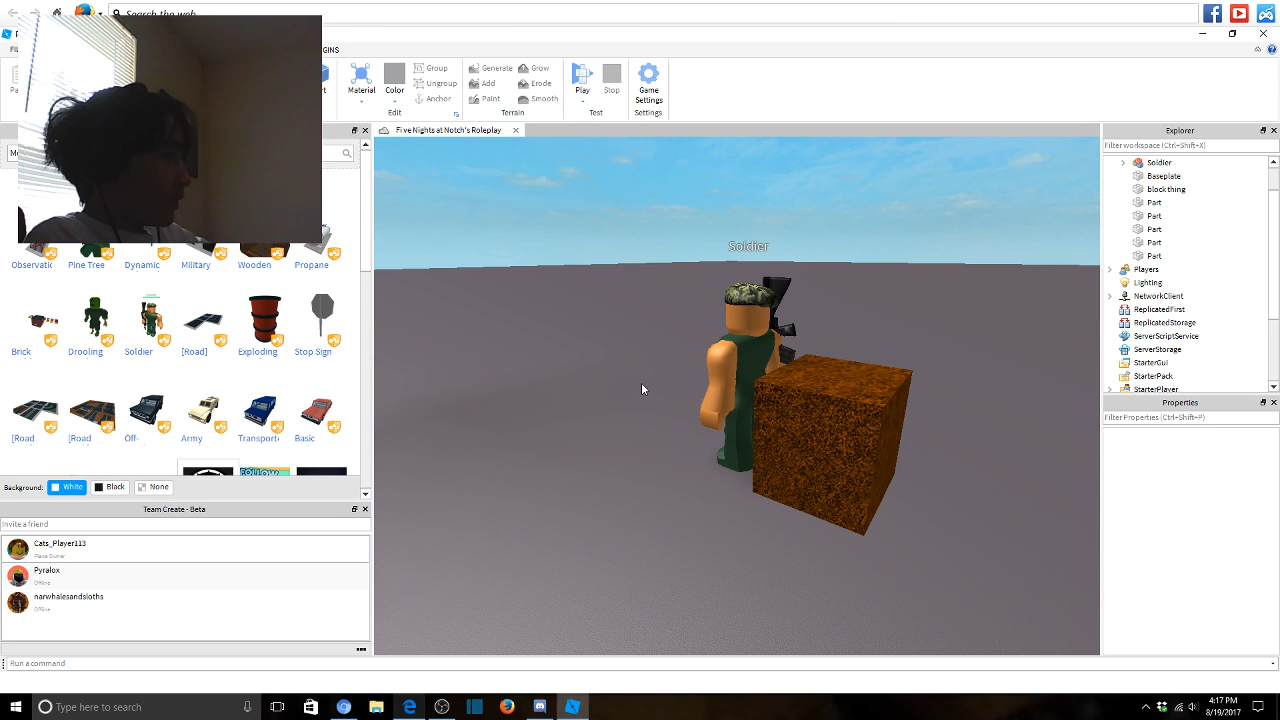 Search the web
GINS
Material
Color
Group
Ungroup
Anchor
Edit
Generate
Grow
Add
Erode
Paint
Smooth
Terrain
Play
Stop
Test
Game
Settings
Settings
Five Nights at Notch's Roleplay
Observatic
Pine Tree
Dynamic
Military
Wooden
Propane
Brick
Drooling
Soldier
[Road]
Exploding
Stop Sign
[Road
[Road
Off-
Army
Transport
Basic
FOLLOW
Background:
White
Black
None
Team Create - Beta
Invite a friend
Cats_Player113
Place Owner
Pyralox
Offline
narwhalesandsloths
Offline
Run a command
Soldier
Explorer
Filter workspace (Ctrl+Shift+X)
Soldier
Baseplate
block thing
Part
Part
Part
Part
Part
Players
Lighting
NetworkClient
ReplicatedFirst
ReplicatedStorage
ServerScriptService
ServerStorage
StarterGui
StarterPack
StarterPlayer
Properties
Filter Properties (Ctrl+Shift+P)
Type here to search
4:17 PM
8/19/2017